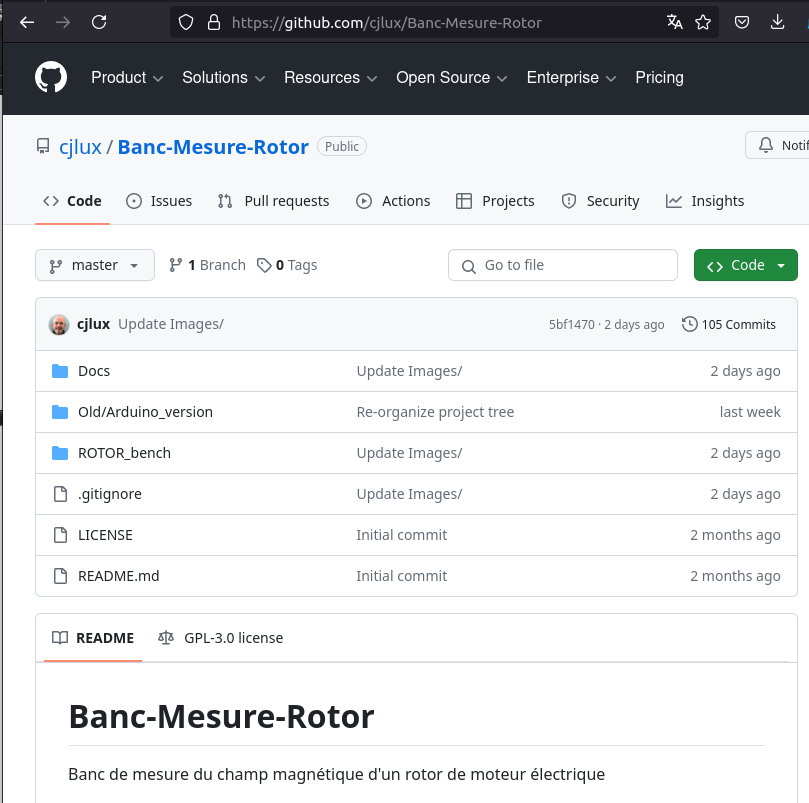 https://github.com/cjlux/Banc-Mesure-Rotor
Product Solutions Resources Open Source Enterprise Pricing
cjlux / Banc-Mesure-Rotor Public Notif
Code Issues Pull requests Actions Projects Security Insights
master 1 Branch 0 Tags Go to file Code
cjlux Update Images/ 5bf1470 · 2 days ago 105 Commits
Docs Update Images/ 2 days ago
Old/Arduino_version Re-organize project tree last week
ROTOR_bench Update Images/ 2 days ago
.gitignore Update Images/ 2 days ago
LICENSE Initial commit 2 months ago
README.md Initial commit 2 months ago
README GPL-3.0 license
Banc-Mesure-Rotor
Banc de mesure du champ magnétique d'un rotor de moteur électrique